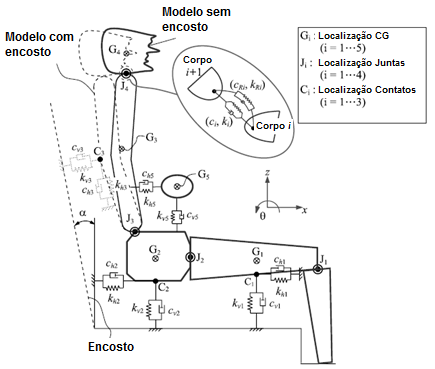 Modelo sem
encosto
Modelo com
encosto
G4
J4
Corpo
i+1
(cRi, kRi)
(ci, ki)
Corpo i
Gi : Localização CG
(i = 1⋯5)
Ji : Localização Juntas
(i = 1⋯4)
Ci : Localização Contatos
(i = 1⋯3)
G3
C3
cv3
kv3
ch3
kh3
ch5
kh5
G5
kv5
cv5
z
x
θ
α
J3
G2
J2
G1
J1
ch2
kh2
C2
kv2
cv2
C1
ch1
kh1
kv1
cv1
Encosto